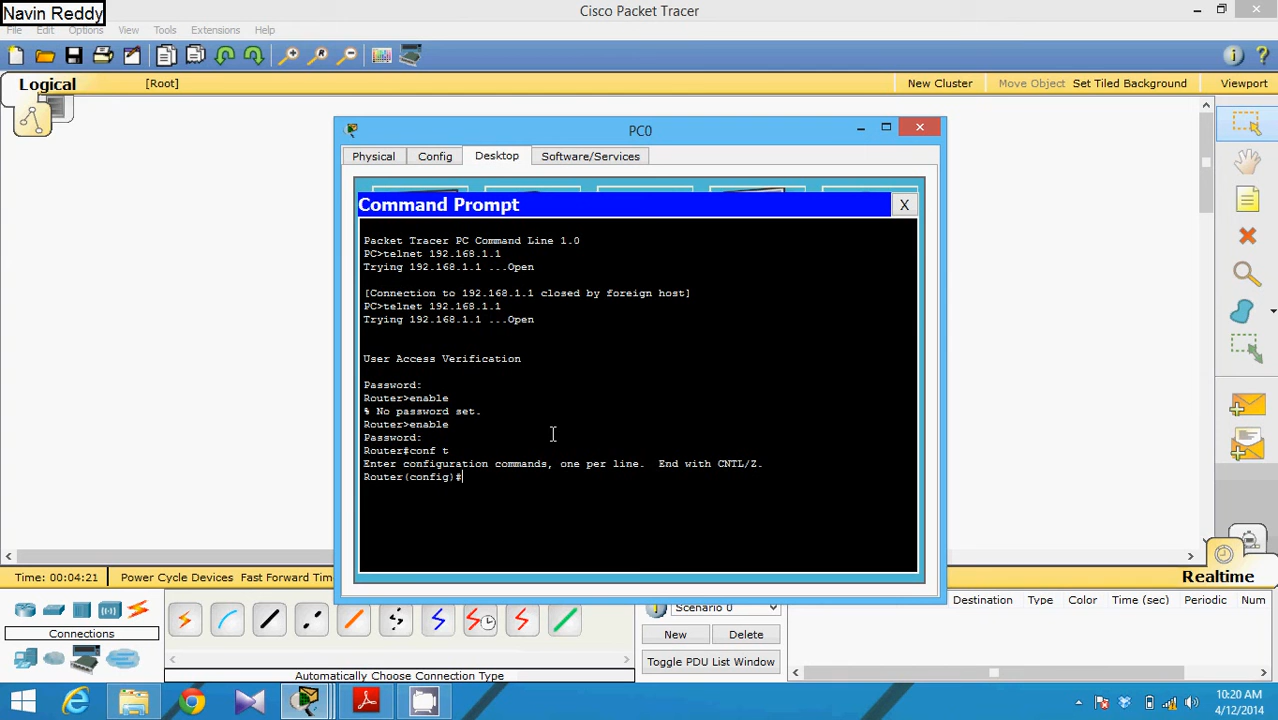 Navin Reddy
Cisco Packet Tracer
File Edit Options View Tools Extensions Help
Logical
[Root]
New Cluster
Move Object
Set Tiled Background
Viewport
PC0
Physical
Config
Desktop
Software/Services
Command Prompt
X
Packet Tracer PC Command Line 1.0
PC>telnet 192.168.1.1
Trying 192.168.1.1 ...Open
[Connection to 192.168.1.1 closed by foreign host]
PC>telnet 192.168.1.1
Trying 192.168.1.1 ...Open
User Access Verification
Password:
Router>enable
% No password set.
Router>enable
Password:
Router#conf t
Enter configuration commands, one per line.  End with CNTL/Z.
Router(config)#
Time: 00:04:21
Power Cycle Devices
Fast Forward Tim
Realtime
Connections
Automatically Choose Connection Type
Scenario 0
New
Delete
Toggle PDU List Window
Destination
Type
Color
Time (sec)
Periodic
Num
10:20 AM
4/12/2014